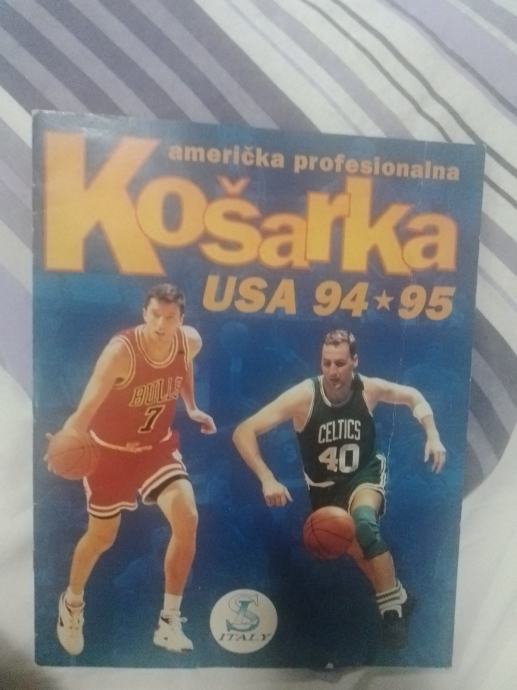 američka profesionalna
Košarka
USA 94★95
BULLS
7
CELTICS
40
S
ITALY